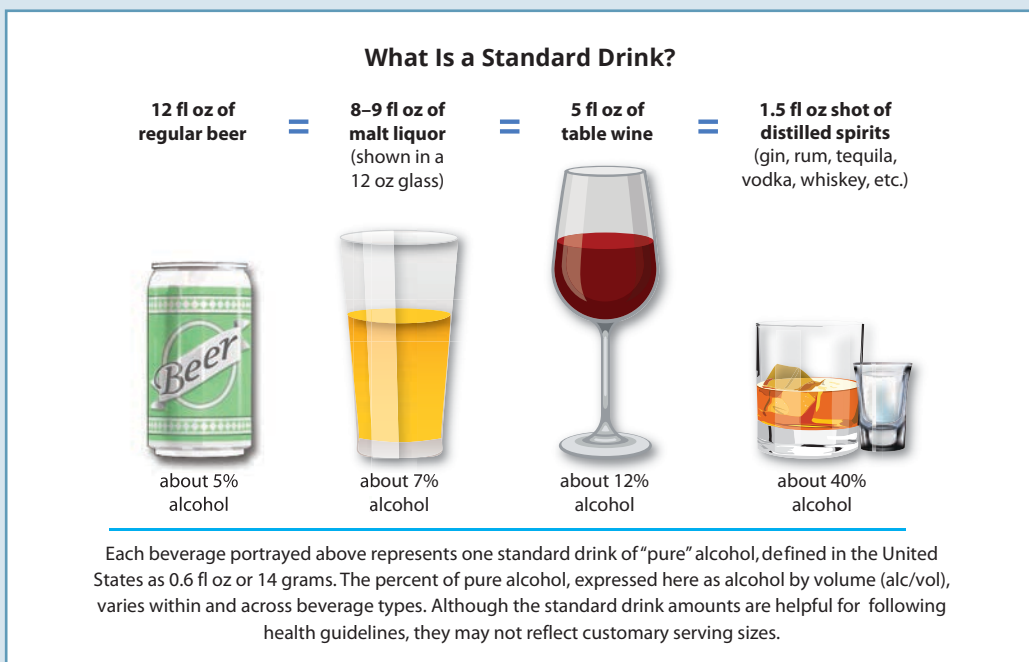 What Is a Standard Drink?
12 fl oz of
regular beer
=
8–9 fl oz of
malt liquor
(shown in a
12 oz glass)
=
5 fl oz of
table wine
=
1.5 fl oz shot of
distilled spirits
(gin, rum, tequila,
vodka, whiskey, etc.)
Beer
about 5%
alcohol
about 7%
alcohol
about 12%
alcohol
about 40%
alcohol
Each beverage portrayed above represents one standard drink of “pure” alcohol, defined in the United
States as 0.6 fl oz or 14 grams. The percent of pure alcohol, expressed here as alcohol by volume (alc/vol),
varies within and across beverage types. Although the standard drink amounts are helpful for following
health guidelines, they may not reflect customary serving sizes.